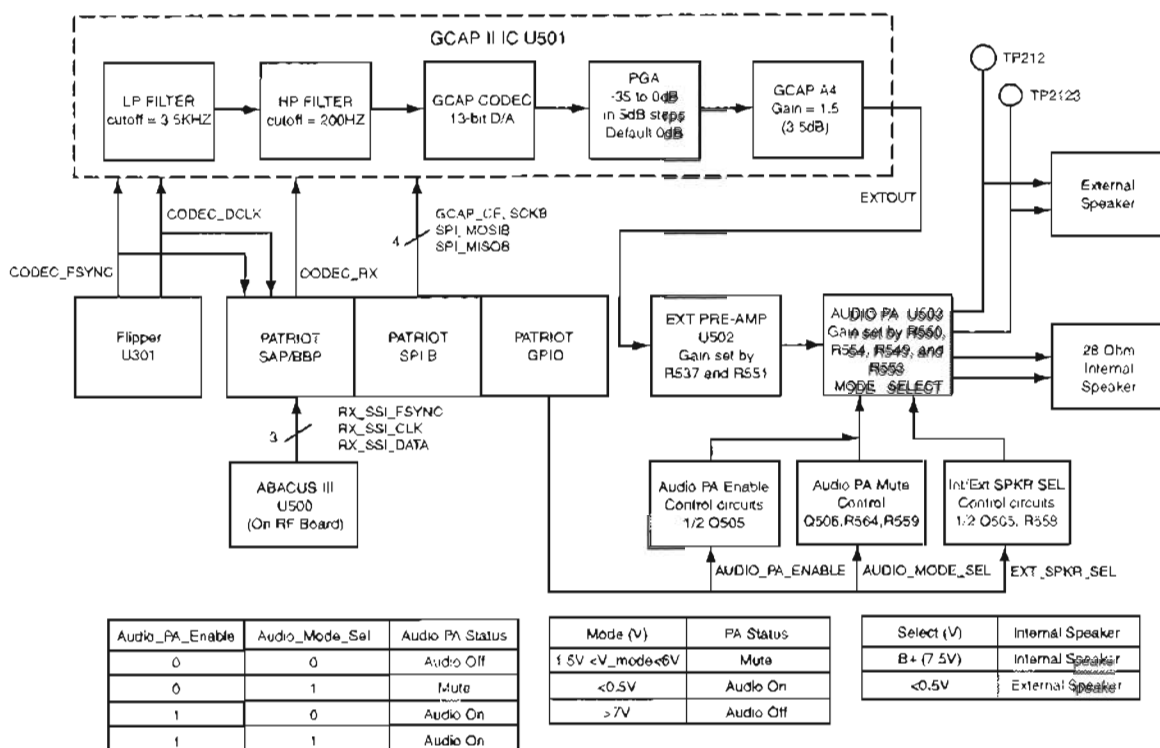 GCAP II IC U501
LP FILTER
cutoff = 3.5KHZ
HP FILTER
cutoff = 200HZ
GCAP CODEC
13-bit D/A
PGA
-35 to 0dB
in 5dB steps
Default 0dB
GCAP A4
Gain = 1.5
(3.5dB)
TP212
TP2123
External
Speaker
EXTOUT
CODEC_DCLK
GCAP_CE, SCKB
SPI_MOSIB
SPI_MISOB
4
CODEC_FSYNC
CODEC_RX
Flipper
U301
PATRIOT
SAP/BBP
PATRIOT
SPI B
PATRIOT
GPIO
EXT PRE-AMP
U502
Gain set by
R537 and R551
AUDIO PA U503
Gain set by R550,
R554, R549, and
R553
MODE SELECT
28 Ohm
Internal
Speaker
3
RX_SSI_FSYNC
RX_SSI_CLK
RX_SSI_DATA
ABACUS III
U500
(On RF Board)
Audio PA Enable
Control circuits
1/2 Q505
Audio PA Mute
Control
Q506,R564,R559
Int/Ext SPKR SEL
Control circuits
1/2 Q505, R558
AUDIO_PA_ENABLE
AUDIO_MODE_SEL
EXT_SPKR_SEL
Audio_PA_Enable Audio_Mode_Sel Audio PA Status
0 0 Audio Off
0 1 Mute
1 0 Audio On
1 1 Audio On
Mode (V) PA Status
1.5V <V_mode<6V Mute
<0.5V Audio On
>7V Audio Off
Select (V) Internal Speaker
B+ (7.5V) Internal Speaker
<0.5V External Speaker